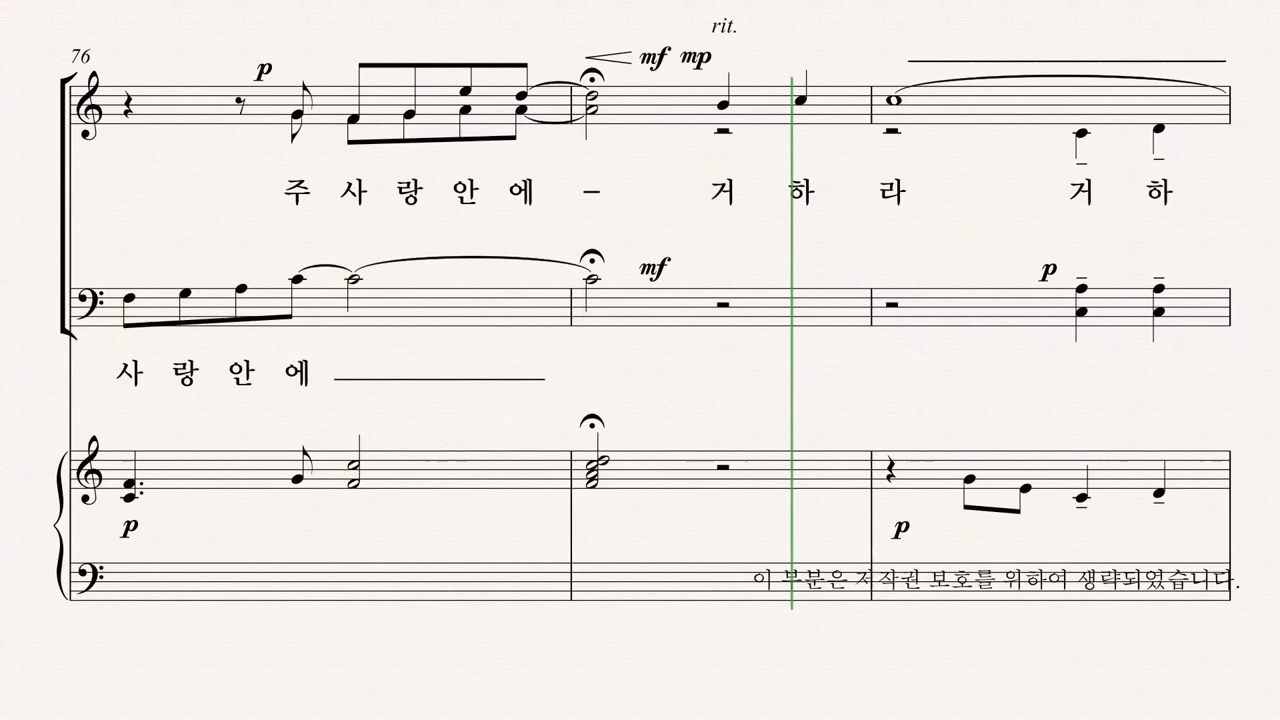 rit.
76
p
mf mp
주 사 랑 안 에 – 거 하 라 거 하
mf
p
사 랑 안 에
p
p
이 부분은 저작권 보호를 위하여 생략되었습니다.